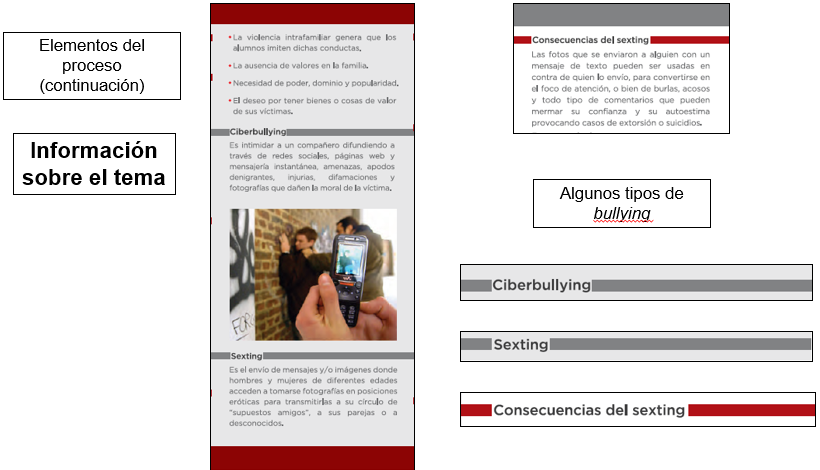 Elementos del
proceso
(continuación)
Información
sobre el tema
• La violencia intrafamiliar genera que los
alumnos imiten dichas conductas.
• La ausencia de valores en la familia.
• Necesidad de poder, dominio y popularidad.
• El deseo por tener bienes o cosas de valor
de sus víctimas.
Ciberbullying
Es intimidar a un compañero difundiendo a
través de redes sociales, páginas web y
mensajería instantánea, amenazas, apodos
denigrantes, injurias, difamaciones y
fotografías que dañen la moral de la víctima.
FOR
Sexting
Es el envío de mensajes y/o imágenes donde
hombres y mujeres de diferentes edades
acceden a tomarse fotografías en posiciones
eróticas para transmitirlas a su círculo de
“supuestos amigos”, a sus parejas o a
desconocidos.
Consecuencias del sexting
Las fotos que se enviaron a alguien con un
mensaje de texto pueden ser usadas en
contra de quien lo envío, para convertirse en
el foco de atención, o bien de burlas, acosos
y todo tipo de comentarios que pueden
mermar su confianza y su autoestima
provocando casos de extorsión o suicidios.
Algunos tipos de
bullying
Ciberbullying
Sexting
Consecuencias del sexting